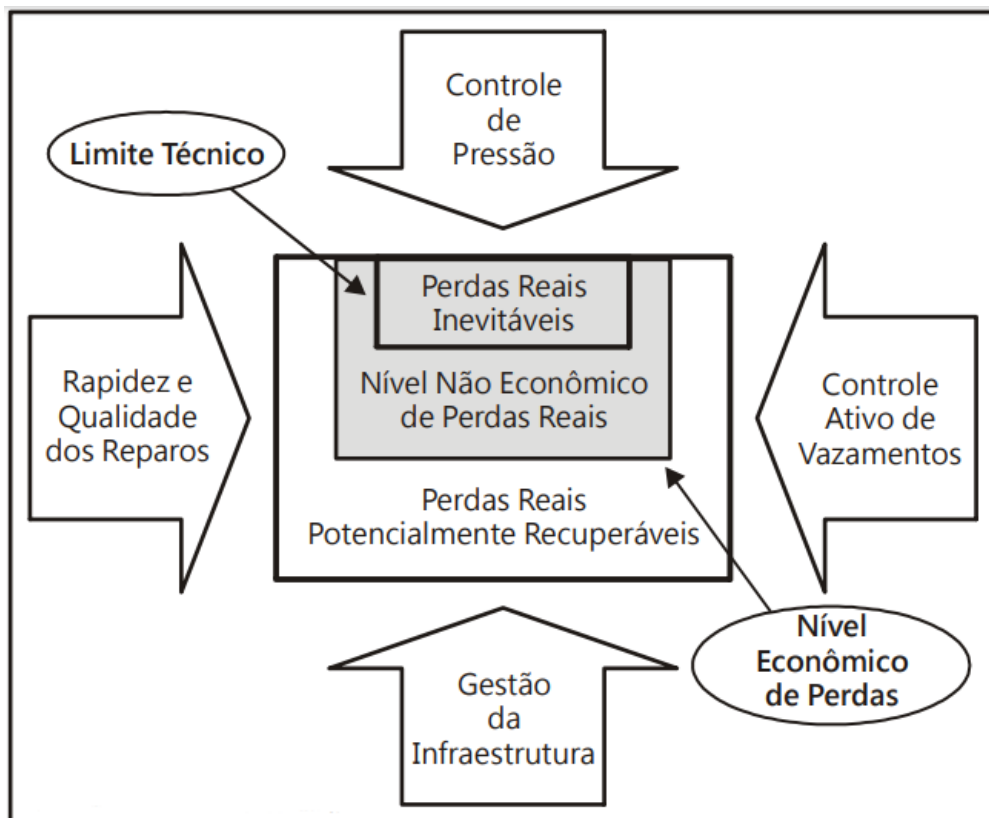 Controle
de
Pressão
Limite Técnico
Perdas Reais
Inevitáveis
Nível Não Econômico
de Perdas Reais
Rapidez e
Qualidade
dos Reparos
Controle
Ativo de
Vazamentos
Perdas Reais
Potencialmente Recuperáveis
Nível
Econômico
de Perdas
Gestão
da
Infraestrutura